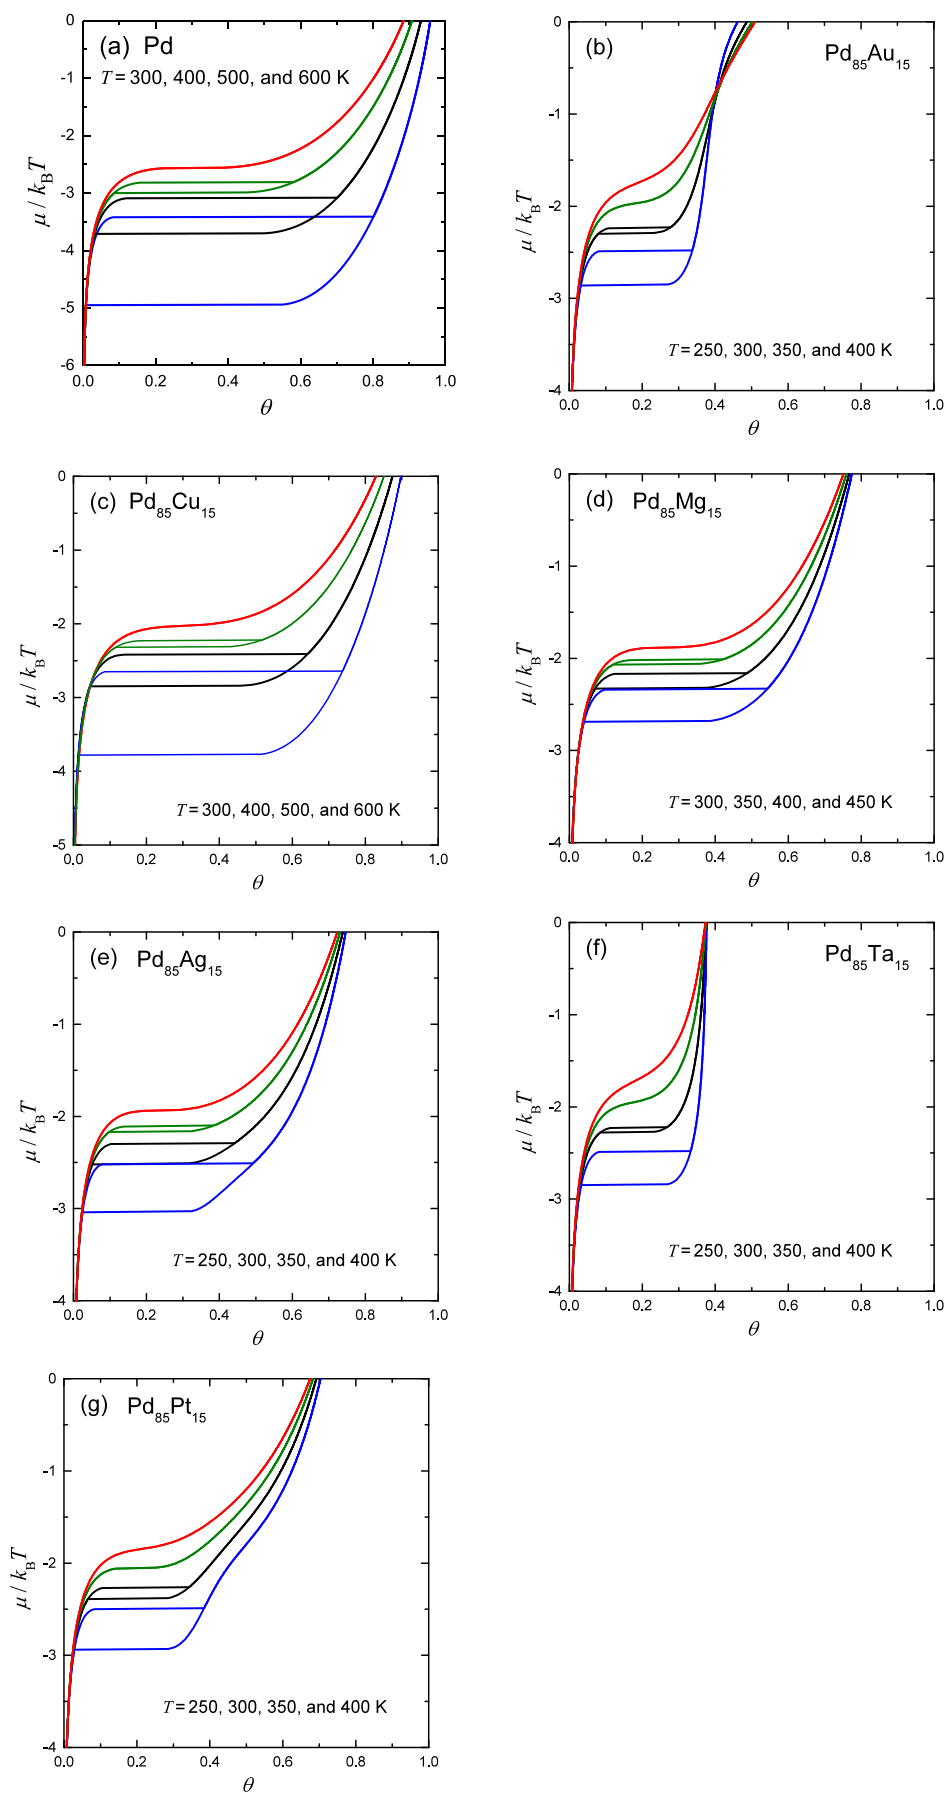 (a) Pd
T = 300, 400, 500, and 600 K
0
-1
-2
-3
-4
-5
-6
μ / k_B T
0.0 0.2 0.4 0.6 0.8 1.0
θ
(b) Pd₈₅Au₁₅
T = 250, 300, 350, and 400 K
0
-1
-2
-3
-4
μ / k_B T
0.0 0.2 0.4 0.6 0.8 1.0
θ
(c) Pd₈₅Cu₁₅
T = 300, 400, 500, and 600 K
0
-1
-2
-3
-4
-5
μ / k_B T
0.0 0.2 0.4 0.6 0.8 1.0
θ
(d) Pd₈₅Mg₁₅
T = 300, 350, 400, and 450 K
0
-1
-2
-3
-4
μ / k_B T
0.0 0.2 0.4 0.6 0.8 1.0
θ
(e) Pd₈₅Ag₁₅
T = 250, 300, 350, and 400 K
0
-1
-2
-3
-4
μ / k_B T
0.0 0.2 0.4 0.6 0.8 1.0
θ
(f) Pd₈₅Ta₁₅
T = 250, 300, 350, and 400 K
0
-1
-2
-3
-4
μ / k_B T
0.0 0.2 0.4 0.6 0.8 1.0
θ
(g) Pd₈₅Pt₁₅
T = 250, 300, 350, and 400 K
0
-1
-2
-3
-4
μ / k_B T
0.0 0.2 0.4 0.6 0.8 1.0
θ